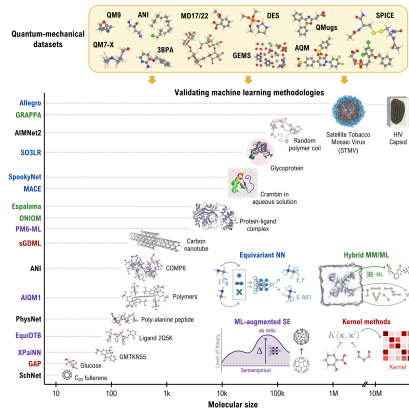 Quantum-mechanical
datasets
QM9
ANI
MD17/22
DES
QMugs
SPICE
QM7-X
3BPA
GEMS
AQM
Validating machine learning methodologies
Allegro
GRAPPA
AIMNet2
SO3LR
SpookyNet
MACE
Espaloma
ONIOM
PM6-ML
sGDML
ANI
AIQM1
PhysNet
EquiDTB
XPaiNN
GAP
SchNet
Satellite Tobacco
Mosaic Virus
(STMV)
HIV
Capsid
Random
polymer coil
Glycoprotein
Crambin in
aqueous solution
Protein-ligand
complex
Carbon
nanotube
COMP6
Polymers
Poly-alanine peptide
Ligand 2Q5K
GMTKN55
Glucose
C20 fullerene
Equivariant NN
E, F
E, R(F)
Hybrid MM/ML
ML
ML-augmented SE
ab initio
Level of theory
Δ
Semiempirical
Kernel methods
K(x, x')
Kernel
10
100
1k
10k
100k
1M
10M
Molecular size